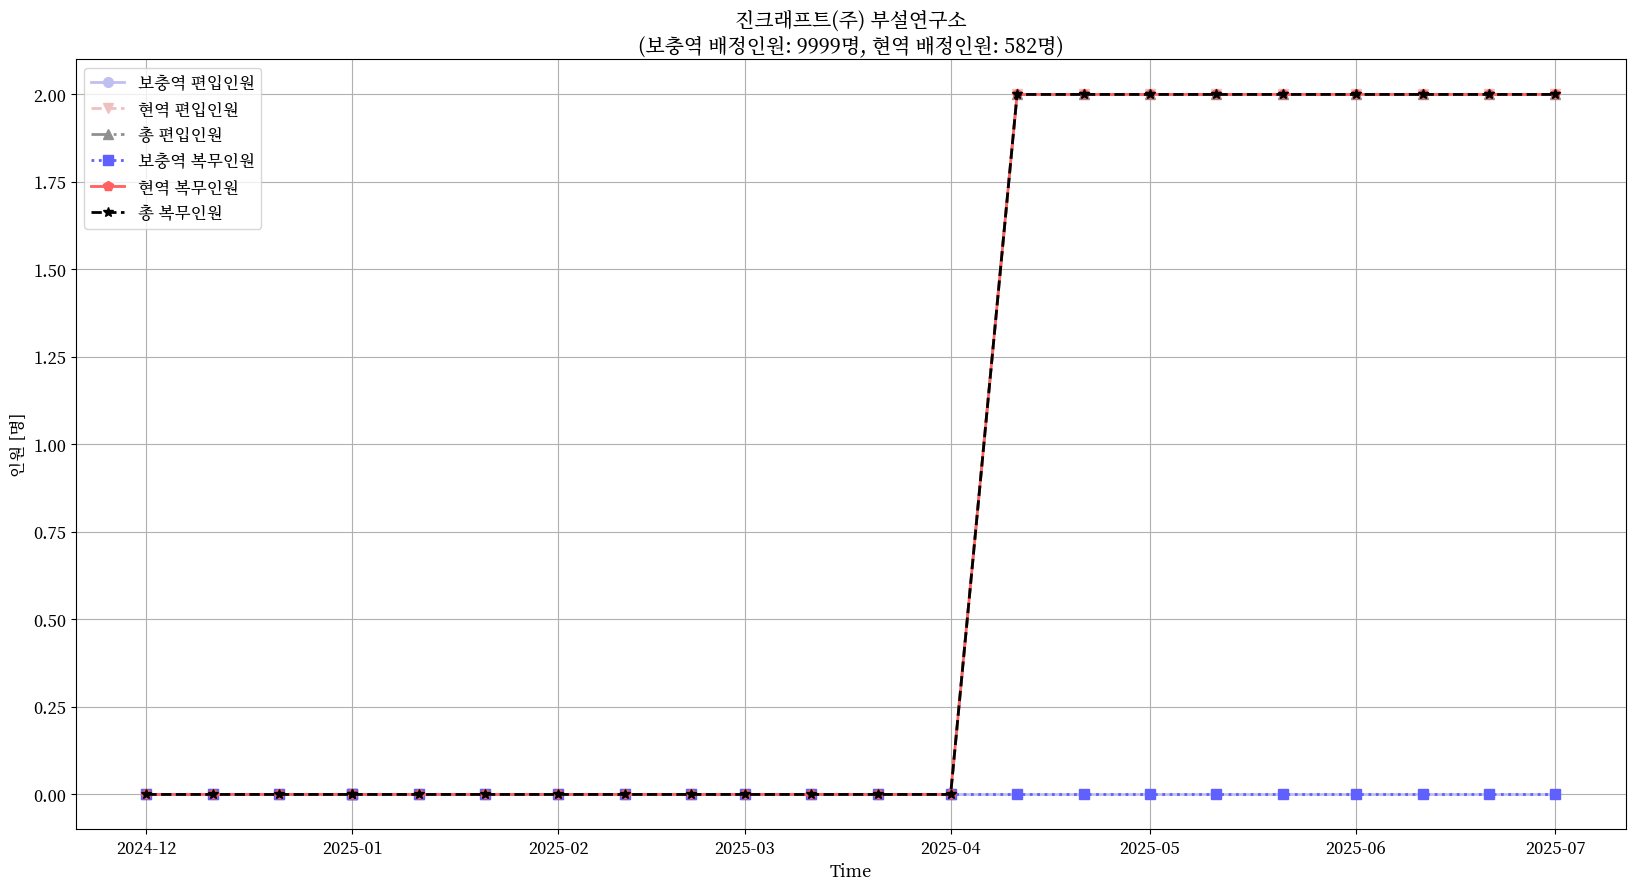 진크래프트(주) 부설연구소
(보충역 배정인원: 9999명, 현역 배정인원: 582명)
보충역 편입인원
현역 편입인원
총 편입인원
보충역 복무인원
현역 복무인원
총 복무인원
2.00
1.75
1.50
1.25
1.00
0.75
0.50
0.25
0.00
인원 [명]
2024-12 2025-01 2025-02 2025-03 2025-04 2025-05 2025-06 2025-07
Time